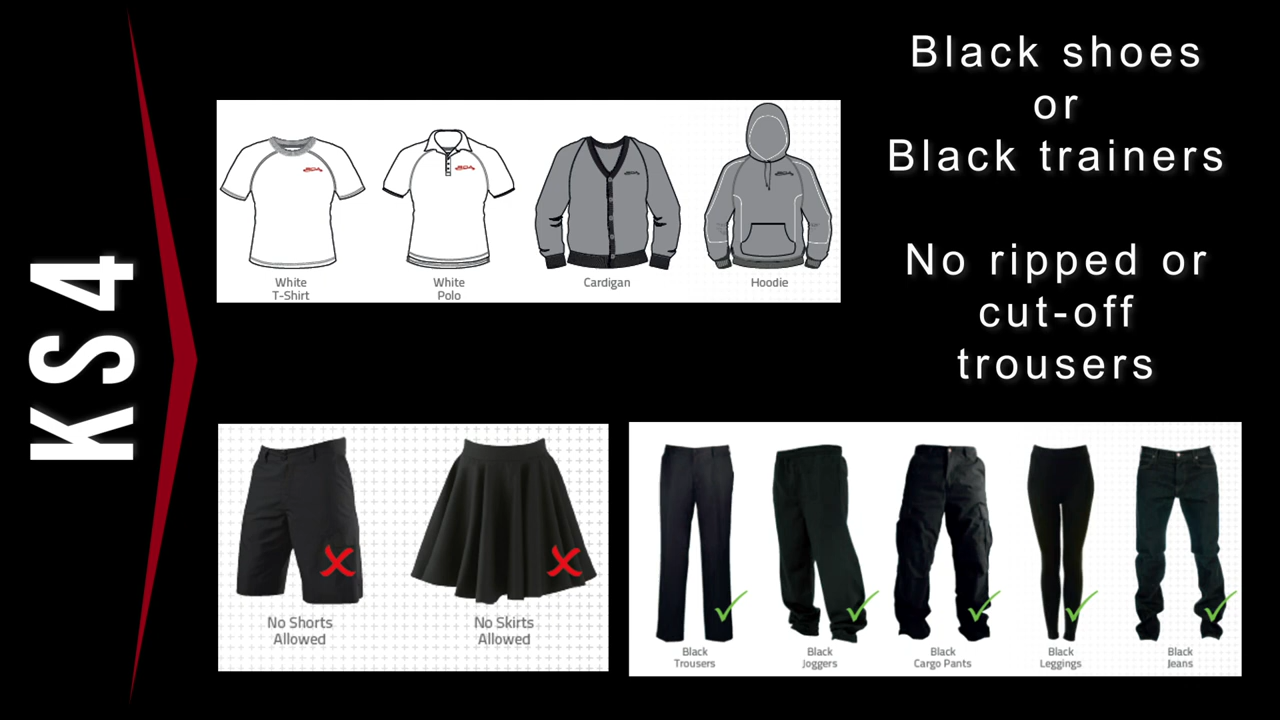 KS4
Black shoes
or
Black trainers
No ripped or
cut-off
trousers
White
T-Shirt
White
Polo
Cardigan
Hoodie
No Shorts
Allowed
No Skirts
Allowed
Black
Trousers
Black
Joggers
Black
Cargo Pants
Black
Leggings
Black
Jeans